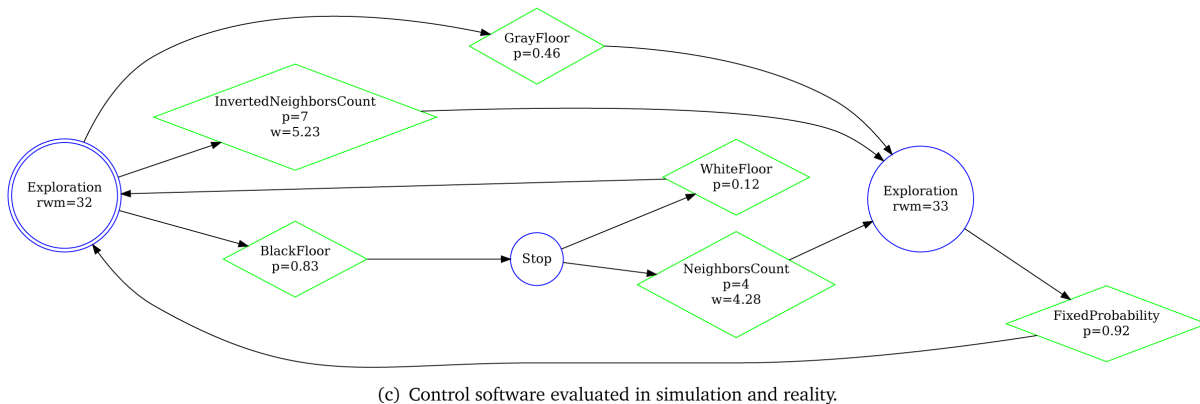 GrayFloor
p=0.46
InvertedNeighborsCount
p=7
w=5.23
WhiteFloor
p=0.12
Exploration
rwm=32
Exploration
rwm=33
BlackFloor
p=0.83
Stop
NeighborsCount
p=4
w=4.28
FixedProbability
p=0.92
(c) Control software evaluated in simulation and reality.